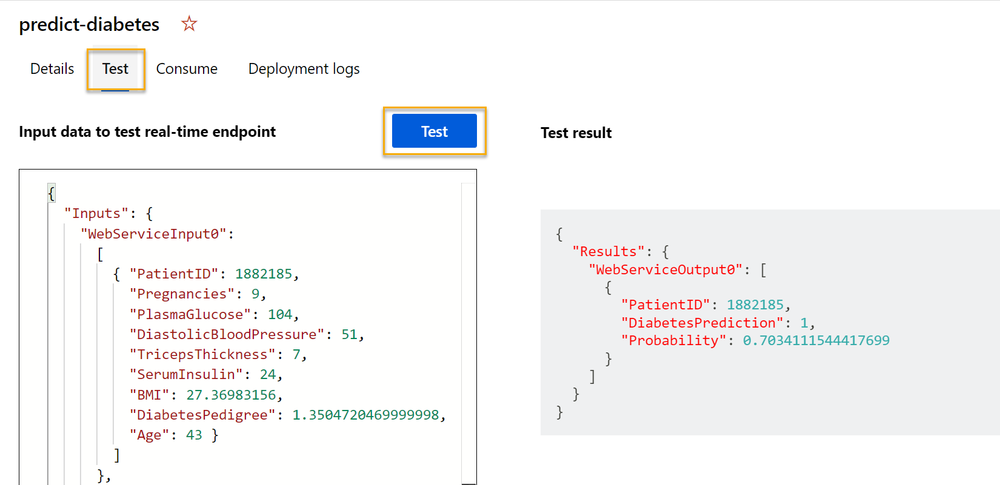 predict-diabetes
Details Test Consume Deployment logs
Input data to test real-time endpoint
Test
{
"Inputs": {
"WebServiceInput0":
[
{ "PatientID": 1882185,
"Pregnancies": 9,
"PlasmaGlucose": 104,
"DiastolicBloodPressure": 51,
"TricepsThickness": 7,
"SerumInsulin": 24,
"BMI": 27.36983156,
"DiabetesPedigree": 1.3504720469999998,
"Age": 43 }
]
},
Test result
{
"Results": {
"WebServiceOutput0": [
{
"PatientID": 1882185,
"DiabetesPrediction": 1,
"Probability": 0.7034111544417699
}
]
}
}